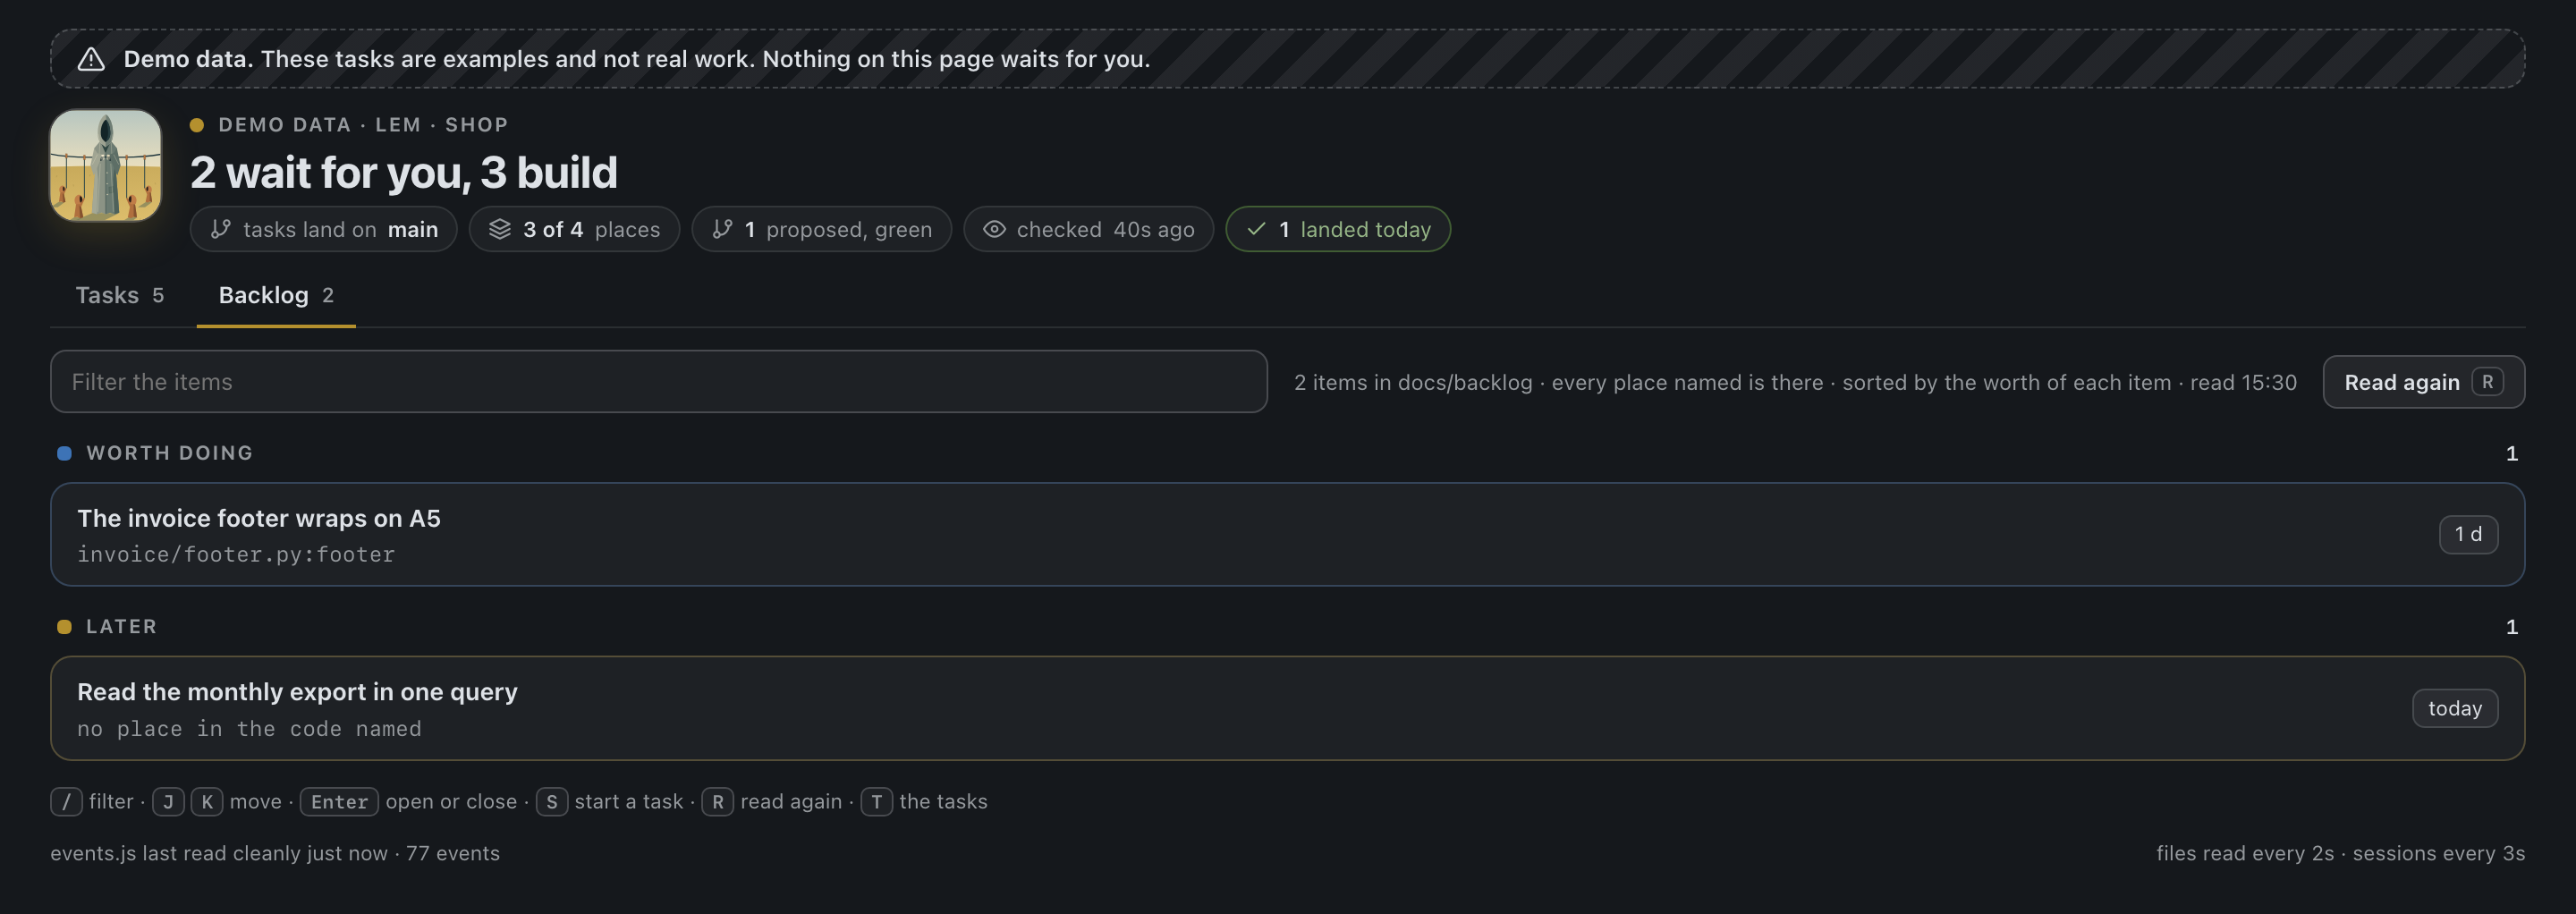 Demo data. These tasks are examples and not real work. Nothing on this page waits for you.
DEMO DATA · LEM · SHOP
2 wait for you, 3 build
tasks land on main 3 of 4 places 1 proposed, green checked 40s ago 1 landed today
Tasks 5 Backlog 2
Filter the items 2 items in docs/backlog · every place named is there · sorted by the worth of each item · read 15:30 Read again R
WORTH DOING 1
The invoice footer wraps on A5
invoice/footer.py:footer
1 d
LATER 1
Read the monthly export in one query
no place in the code named
today
/ filter · J K move · Enter open or close · S start a task · R read again · T the tasks
events.js last read cleanly just now · 77 events files read every 2s · sessions every 3s